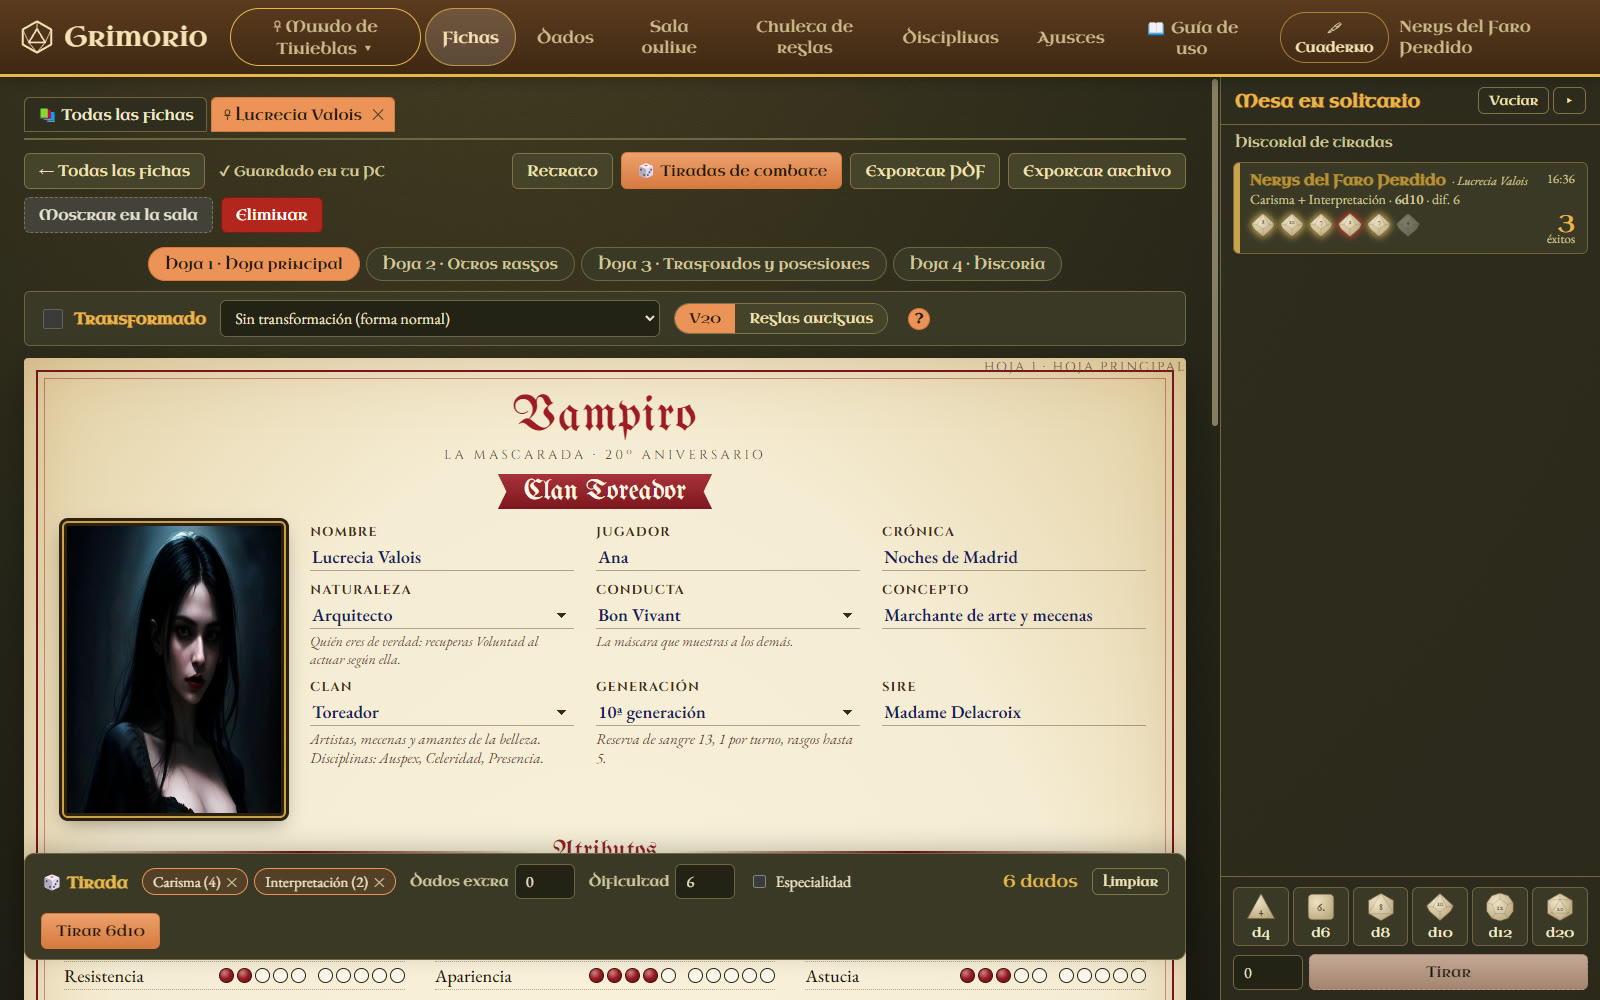 Grimorio
♀ Mundo de Tinieblas ▾
Fichas
Dados
Sala online
Chuleta de reglas
Disciplinas
Ajustes
📖 Guía de uso
Cuaderno
Nerys del Faro Perdido
Todas las fichas
♀ Lucrecia Valois ×
← Todas las fichas
✓ Guardado en tu PC
Retrato
🎲 Tiradas de combate
Exportar PDF
Exportar archivo
Mostrar en la sala
Eliminar
Hoja 1 · Hoja principal
Hoja 2 · Otros rasgos
Hoja 3 · Trasfondos y posesiones
Hoja 4 · Historia
Transformado
Sin transformación (forma normal)
V20
Reglas antiguas
?
HOJA 1 · HOJA PRINCIPAL
Vampiro
LA MASCARADA · 20º ANIVERSARIO
Clan Toreador
NOMBRE
Lucrecia Valois
JUGADOR
Ana
CRÓNICA
Noches de Madrid
NATURALEZA
Arquitecto
Quién eres de verdad: recuperas Voluntad al
actuar según ella.
CONDUCTA
Bon Vivant
La máscara que muestras a los demás.
CONCEPTO
Marchante de arte y mecenas
CLAN
Toreador
Artistas, mecenas y amantes de la belleza.
Disciplinas: Auspex, Celeridad, Presencia.
GENERACIÓN
10ª generación
Reserva de sangre 13, 1 por turno, rasgos hasta
5.
SIRE
Madame Delacroix
Atributos
🎲 Tirada
Carisma (4) ×
Interpretación (2) ×
Dados extra
0
Dificultad
6
Especialidad
6 dados
Limpiar
Tirar 6d10
Resistencia
Apariencia
Astucia
Mesa en solitario
Vaciar
▸
Historial de tiradas
Nerys del Faro Perdido · Lucrecia Valois
16:36
Carisma + Interpretación · 6d10 · dif. 6
3
éxitos
d4
d6
d8
d10
d12
d20
0
Tirar